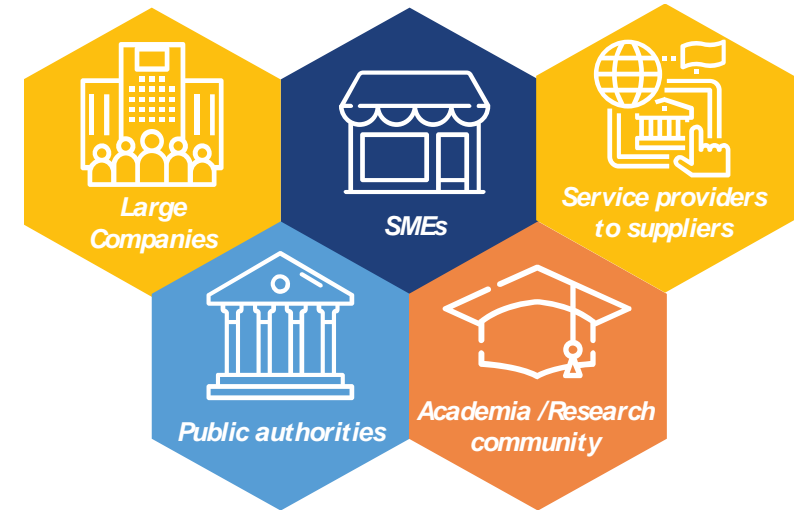 Large
Companies
SMEs
Service providers
to suppliers
Public authorities
Academia /Research
community